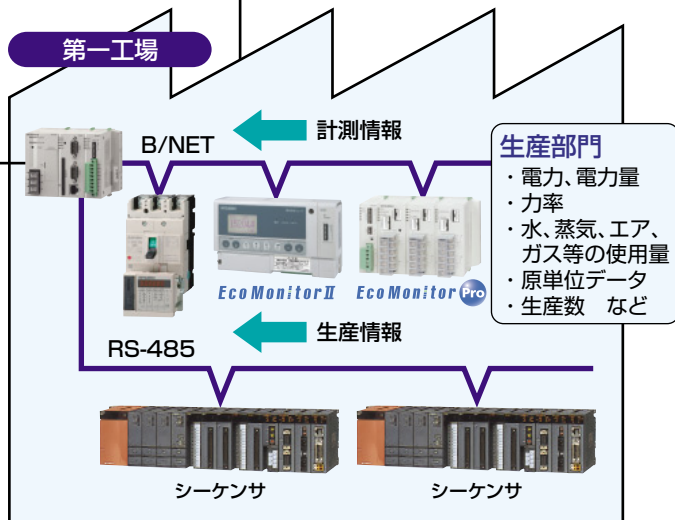 第一工場
B/NET
計測情報
生産部門
・電力、電力量
・力率
・水、蒸気、エア、
ガス等の使用量
・原単位データ
・生産数 など
EcoMonitorⅡ
EcoMonitor Pro
RS-485
生産情報
シーケンサ
シーケンサ